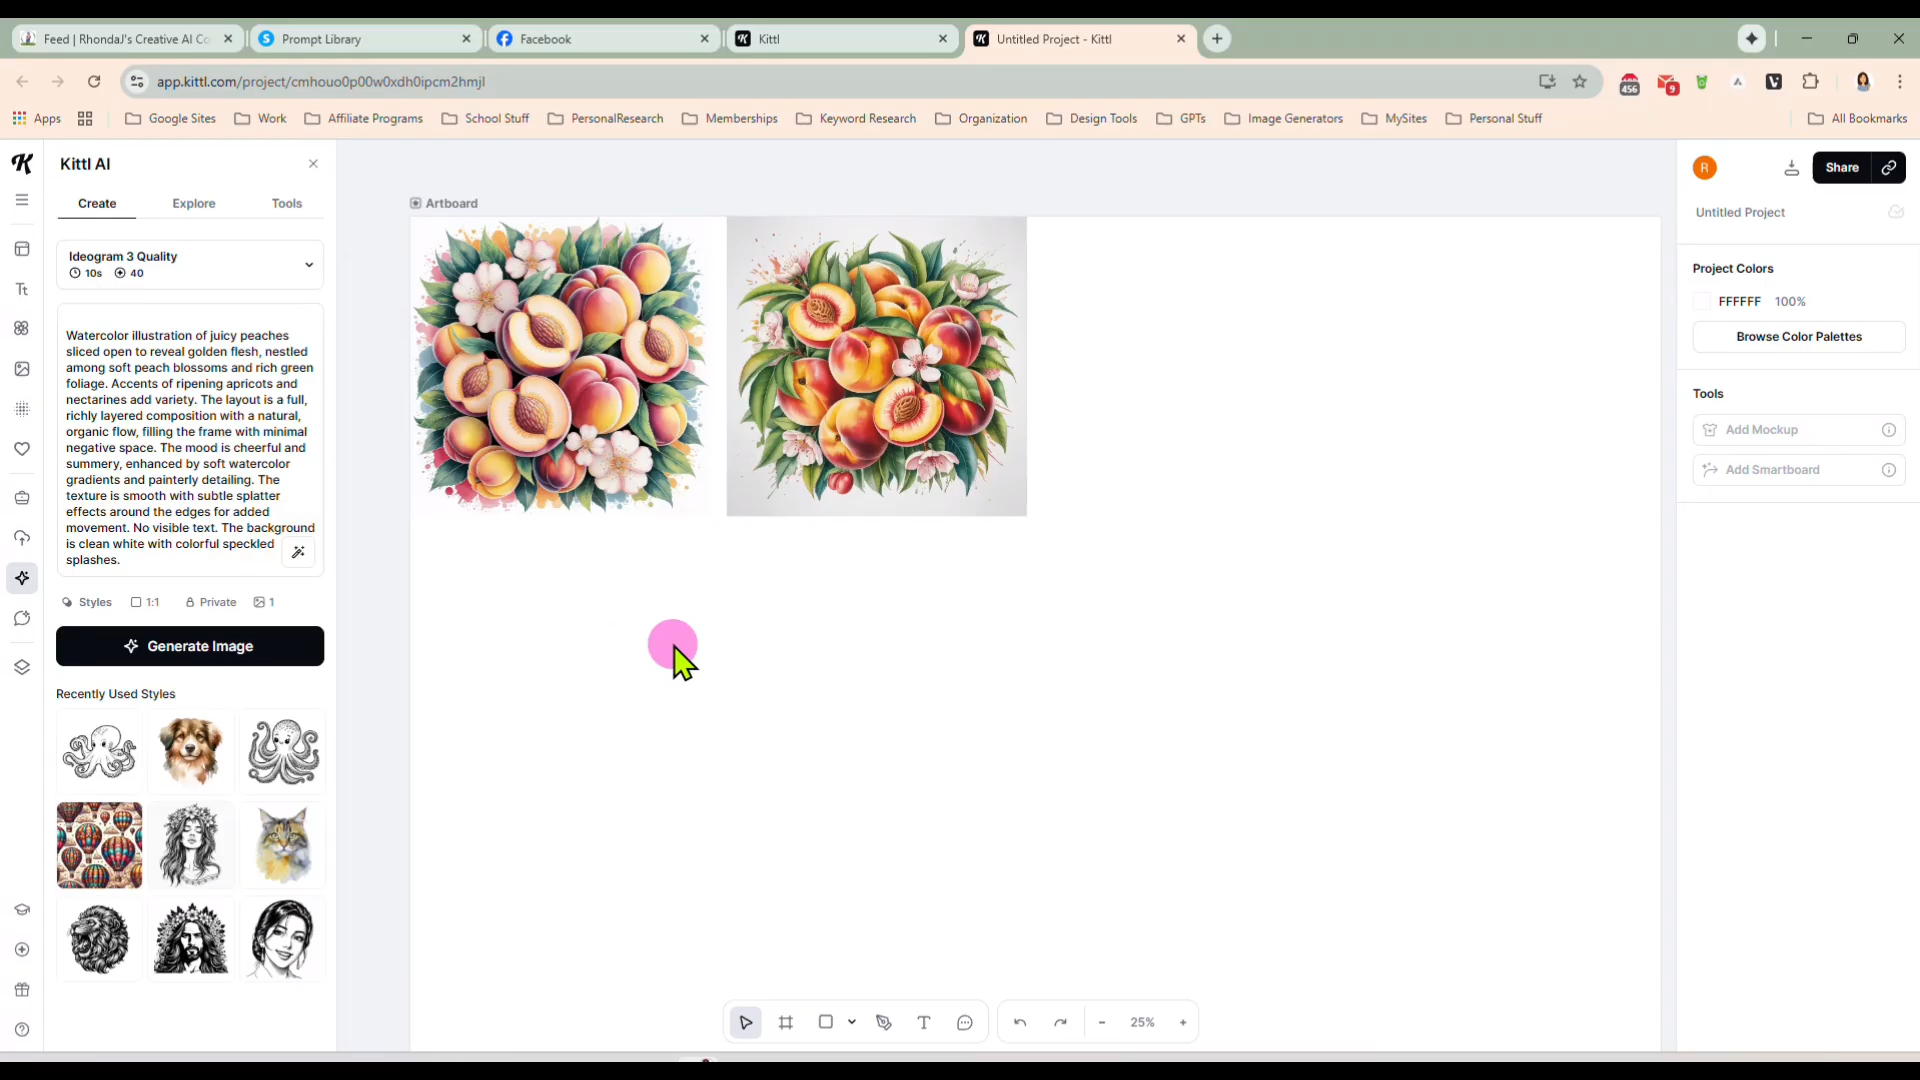 Feed | RhondaJ's Creative AI Co
Prompt Library
Facebook
Kittl
Untitled Project - Kittl
app.kittl.com/project/cmhouo0p00w0xdh0ipcm2hmjl
456
9
Apps
Google Sites
Work
Affiliate Programs
School Stuff
PersonalResearch
Memberships
Keyword Research
Organization
Design Tools
GPTs
Image Generators
MySites
Personal Stuff
All Bookmarks
Kittl AI
Create
Explore
Tools
Ideogram 3 Quality
10s
40
Watercolor illustration of juicy peaches
sliced open to reveal golden flesh, nestled
among soft peach blossoms and rich green
foliage. Accents of ripening apricots and
nectarines add variety. The layout is a full,
richly layered composition with a natural,
organic flow, filling the frame with minimal
negative space. The mood is cheerful and
summery, enhanced by soft watercolor
gradients and painterly detailing. The
texture is smooth with subtle splatter
effects around the edges for added
movement. No visible text. The background
is clean white with colorful speckled
splashes.
Styles
1:1
Private
1
Generate Image
Recently Used Styles
Artboard
25%
R
Share
Untitled Project
Project Colors
FFFFFF
100%
Browse Color Palettes
Tools
Add Mockup
Add Smartboard